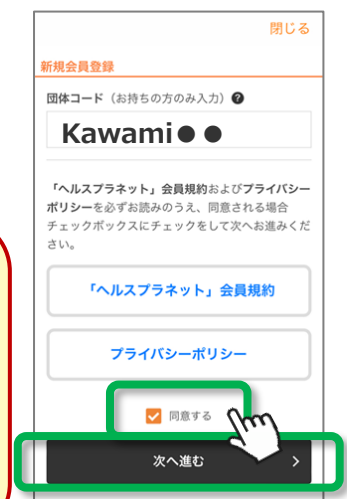 閉じる
新規会員登録
団体コード（お持ちの方のみ入力）?
Kawami●●
「ヘルスプラネット」会員規約およびプライバシー
ポリシーを必ずお読みのうえ、同意される場合
チェックボックスにチェックをして次へお進みくだ
さい。
「ヘルスプラネット」会員規約
プライバシーポリシー
同意する
次へ進む